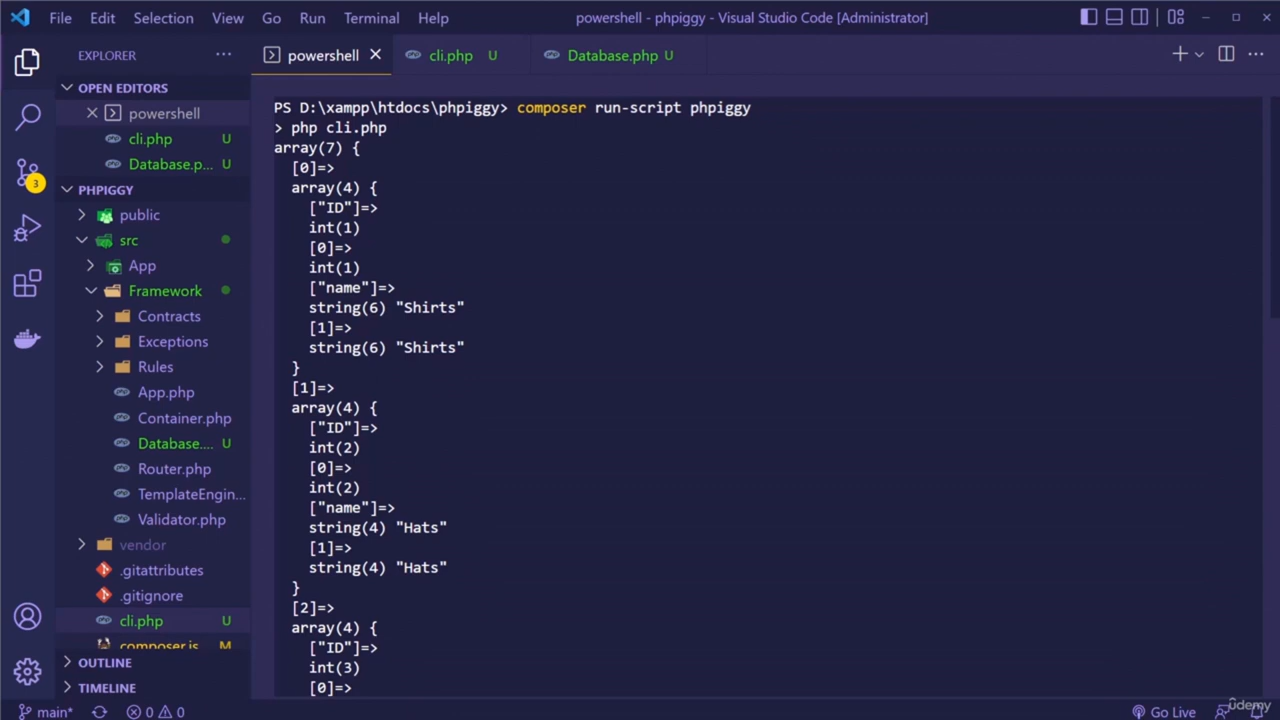 File Edit Selection View Go Run Terminal Help
powershell - phpiggy - Visual Studio Code [Administrator]
EXPLORER
powershell
cli.php U
Database.php U
OPEN EDITORS
powershell
cli.php U
Database.p... U
PHPIGGY
public
src
App
Framework
Contracts
Exceptions
Rules
App.php
Container.php
Database.... U
Router.php
TemplateEngin...
Validator.php
vendor
.gitattributes
.gitignore
cli.php U
composer.js M
OUTLINE
TIMELINE
3
PS D:\xampp\htdocs\phpiggy> composer run-script phpiggy
> php cli.php
array(7) {
[0]=>
array(4) {
["ID"]=>
int(1)
[0]=>
int(1)
["name"]=>
string(6) "Shirts"
[1]=>
string(6) "Shirts"
}
[1]=>
array(4) {
["ID"]=>
int(2)
[0]=>
int(2)
["name"]=>
string(4) "Hats"
[1]=>
string(4) "Hats"
}
[2]=>
array(4) {
["ID"]=>
int(3)
[0]=>
main* 0 0
Go Live
udemy